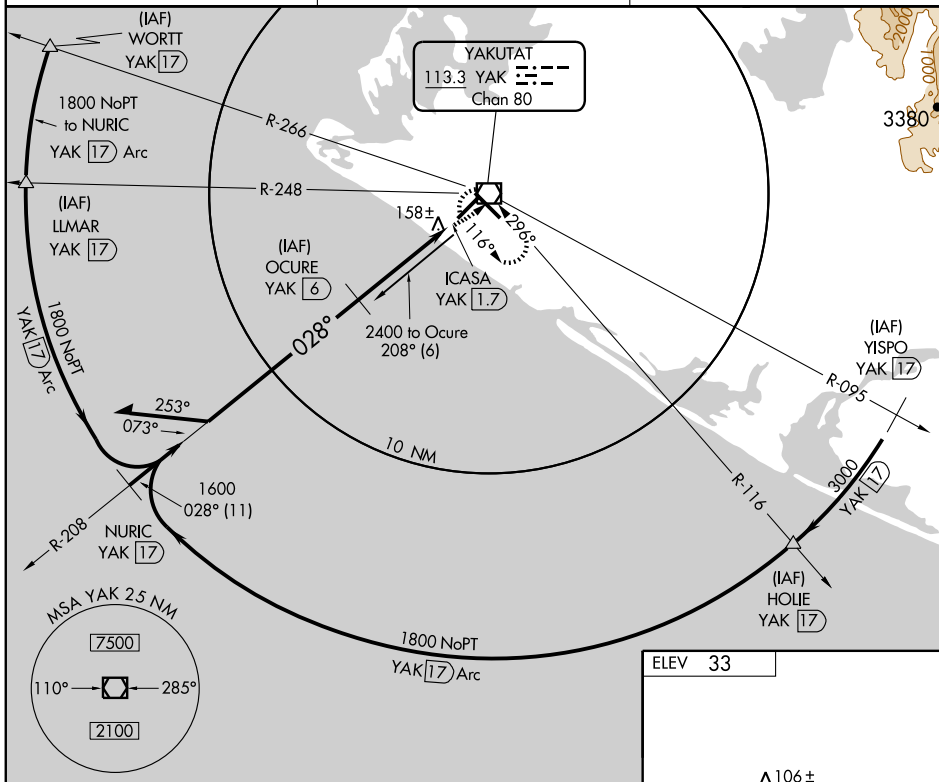 (IAF)
WORTT
YAK 17
1800 NoPT
to NURIC
YAK 17 Arc
YAKUTAT
113.3 YAK
Chan 80
2000
1000
3380
R-266
R-248
(IAF)
LLMAR
YAK 17
158±
116°
296°
(IAF)
OCURE
YAK 6
ICASA
YAK 1.7
028°
2400 to Ocure
208° (6)
1800 NoPT
YAK 17 Arc
(IAF)
YISPO
YAK 17
R-095
253°
073°
10 NM
R-116
3000
YAK 17
1600
028° (11)
R-208
NURIC
YAK 17
(IAF)
HOLIE
YAK 17
MSA YAK 25 NM
7500
110°
285°
2100
1800 NoPT
YAK 17 Arc
ELEV 33
106±